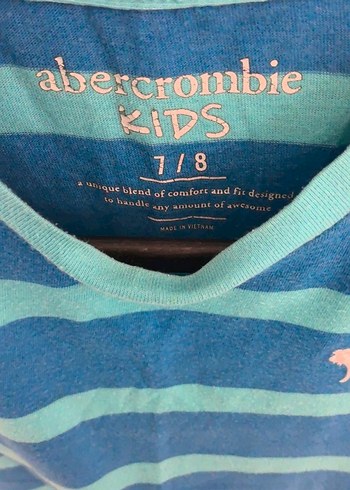 abercrombie
KIDS
7 / 8
a unique blend of comfort and fit designed
to handle any amount of awesome
MADE IN VIETNAM